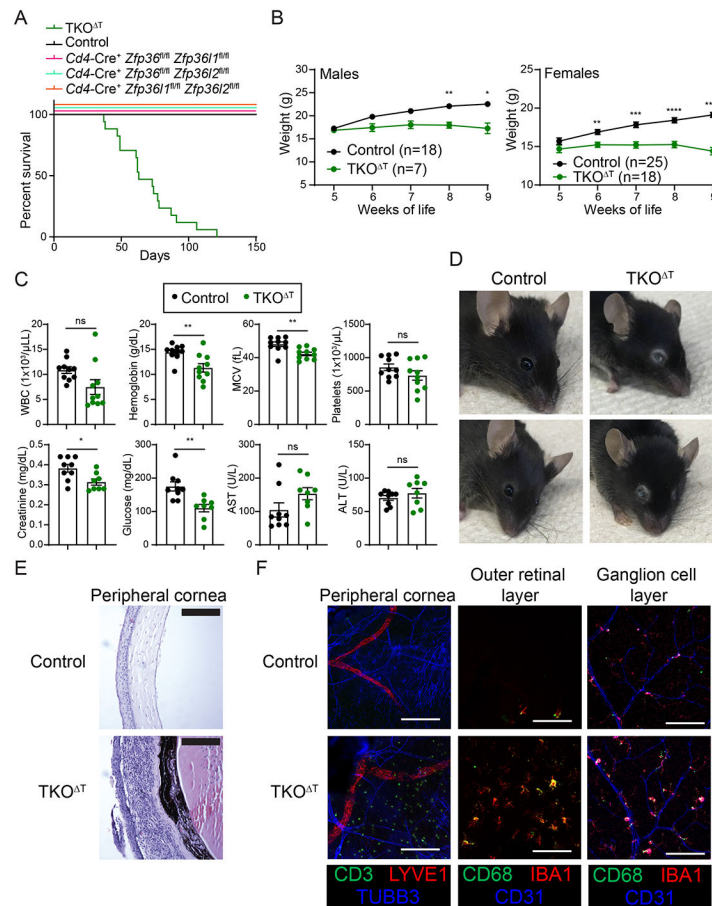 A
TKOΔT
Control
Cd4-Cre+ Zfp36fl/fl Zfp36l1fl/fl
Cd4-Cre+ Zfp36fl/fl Zfp36l2fl/fl
Cd4-Cre+ Zfp36l1fl/fl Zfp36l2fl/fl
100
50
0
Percent survival
0 50 100 150
Days
B
Males
25
20
15
10
5
0
Weight (g)
** *
Control (n=18)
TKOΔT (n=7)
5 6 7 8 9
Weeks of life
Females
25
20
15
10
5
0
Weight (g)
** *** **** **
Control (n=25)
TKOΔT (n=18)
5 6 7 8 9
Weeks of life
C
Control TKOΔT
WBC (1x10³/µLL)
20
15
10
5
0
ns
Hemoglobin (g/dL)
20
15
10
5
0
**
MCV (fL)
60
40
20
0
**
Platelets (1x10³/µL)
1500
1000
500
0
ns
Creatinine (mg/dL)
0.6
0.4
0.2
0.0
*
Glucose (mg/dL)
400
300
200
100
0
**
AST (U/L)
300
200
100
0
ns
ALT (U/L)
150
100
50
0
ns
D
Control TKOΔT
E
Peripheral cornea
Control
TKOΔT
F
Peripheral cornea
Outer retinal
layer
Ganglion cell
layer
Control
TKOΔT
CD3 LYVE1
TUBB3
CD68 IBA1
CD31
CD68 IBA1
CD31